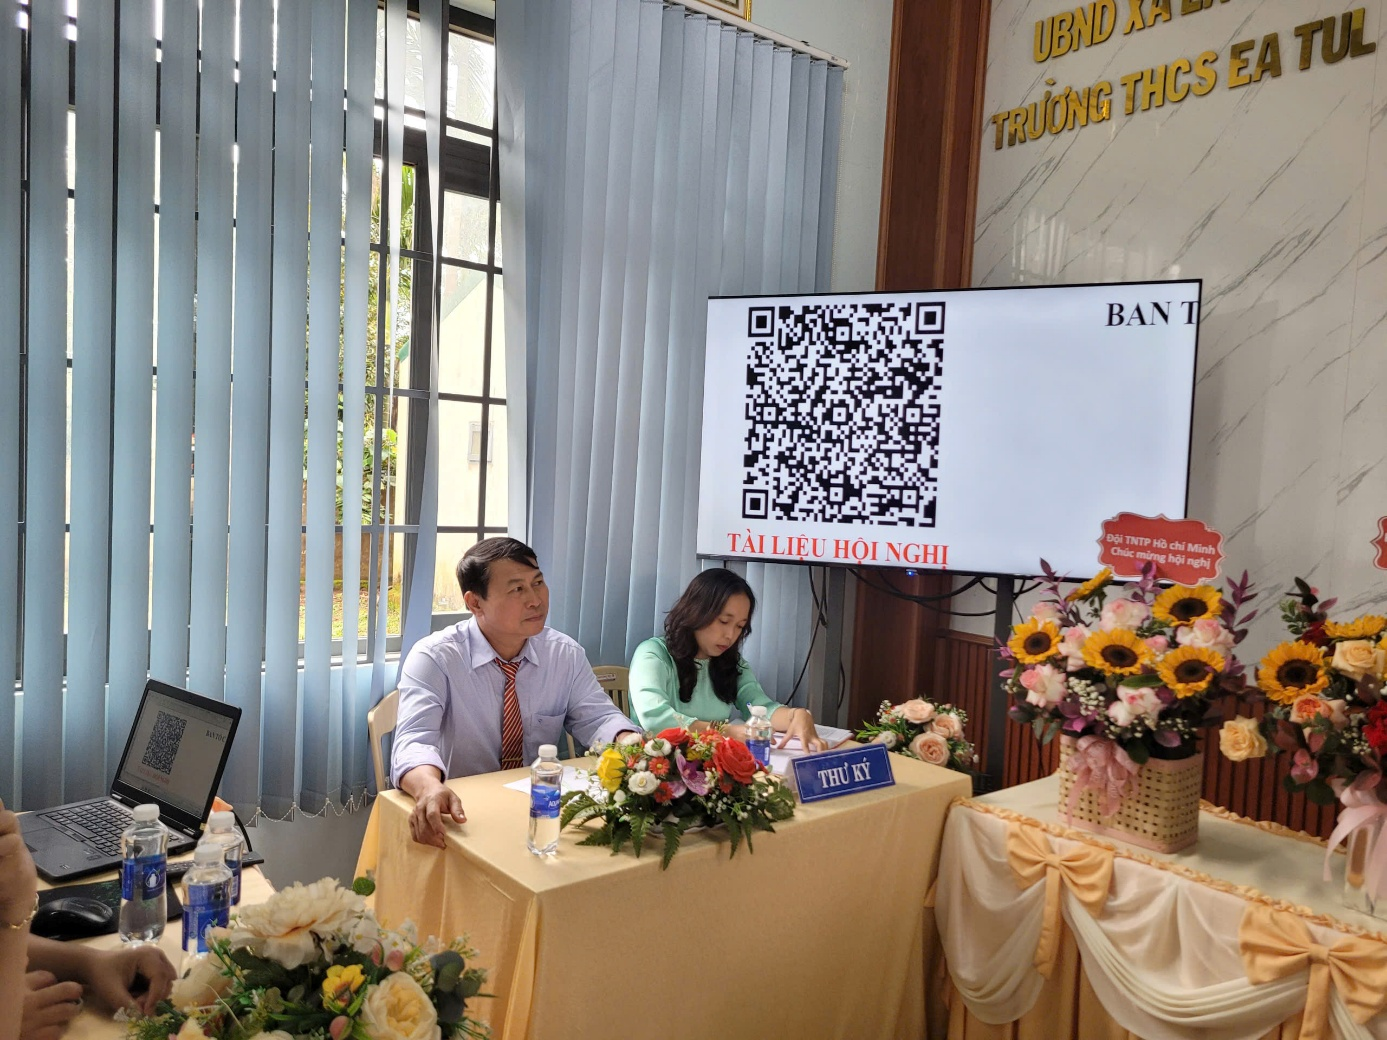 UBND XÃ EA
TRƯỜNG THCS EA TUL
BAN T
TÀI LIỆU HỘI NGHỊ
Đội TNTP Hồ chí Minh
Chúc mừng hội nghị
THƯ KÝ